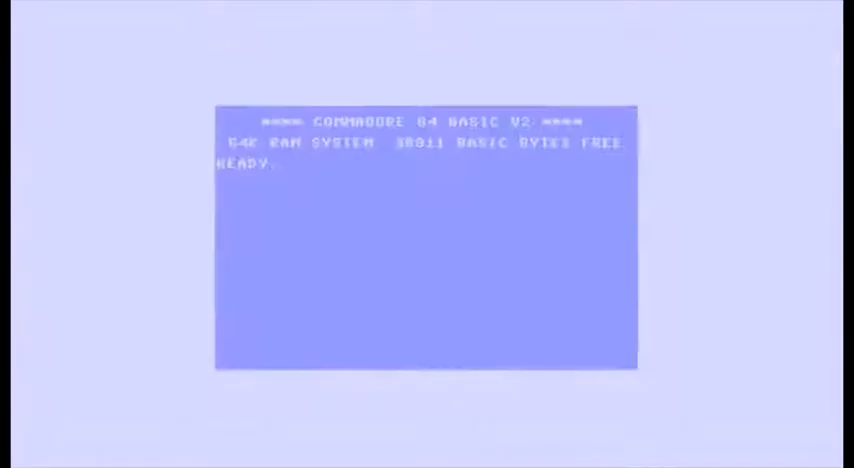 **** COMMODORE 64 BASIC V2 ****
64K RAM SYSTEM 38911 BASIC BYTES FREE
READY.